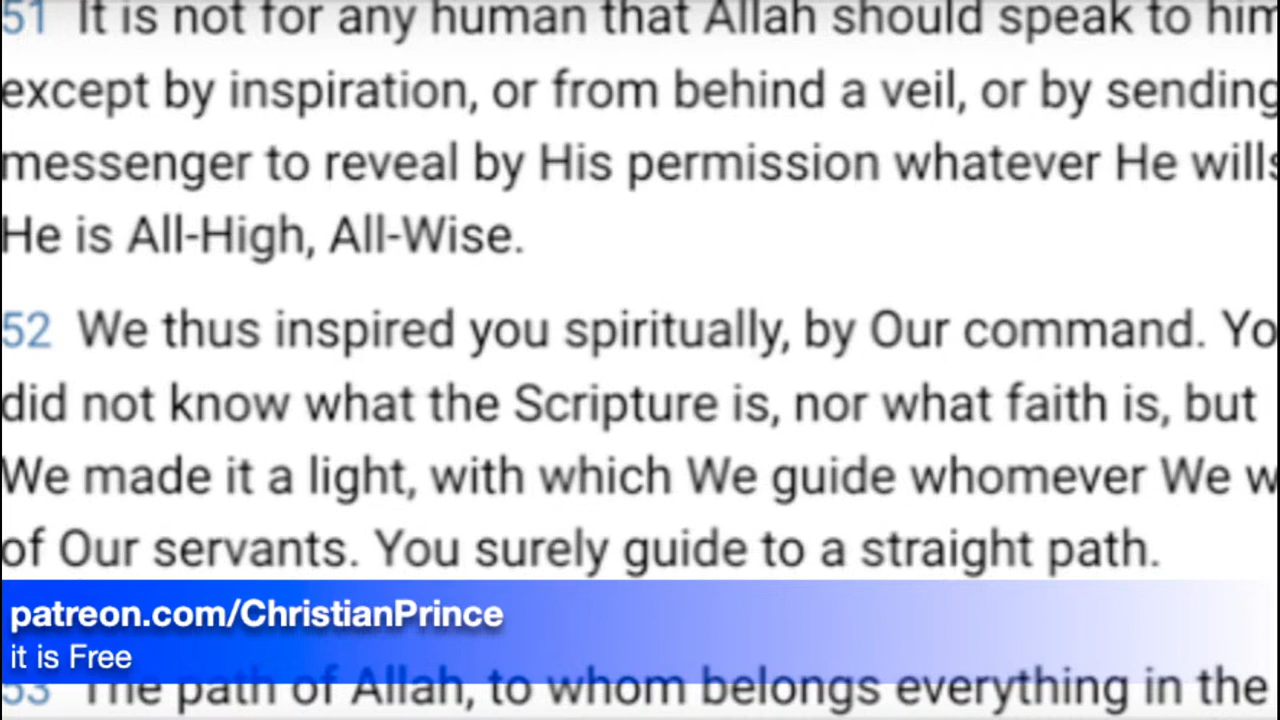 51 It is not for any human that Allah should speak to him
except by inspiration, or from behind a veil, or by sending
messenger to reveal by His permission whatever He wills
He is All-High, All-Wise.
52 We thus inspired you spiritually, by Our command. Yo
did not know what the Scripture is, nor what faith is, but
We made it a light, with which We guide whomever We w
of Our servants. You surely guide to a straight path.
patreon.com/ChristianPrince
it is Free
53 The path of Allah, to whom belongs everything in the